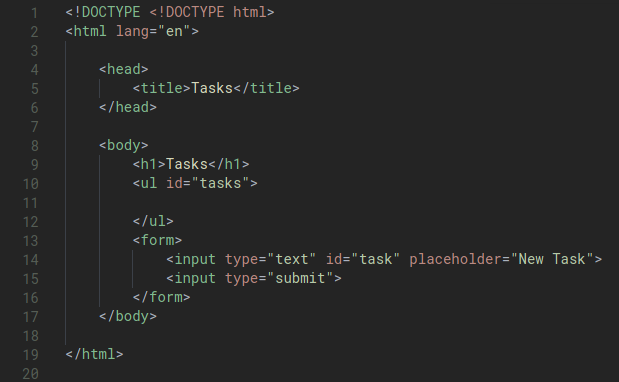 1 <!DOCTYPE <!DOCTYPE html>
2 <html lang="en">
3
4 <head>
5 <title>Tasks</title>
6 </head>
7
8 <body>
9 <h1>Tasks</h1>
10 <ul id="tasks">
11
12 </ul>
13 <form>
14 <input type="text" id="task" placeholder="New Task">
15 <input type="submit">
16 </form>
17 </body>
18
19 </html>
20